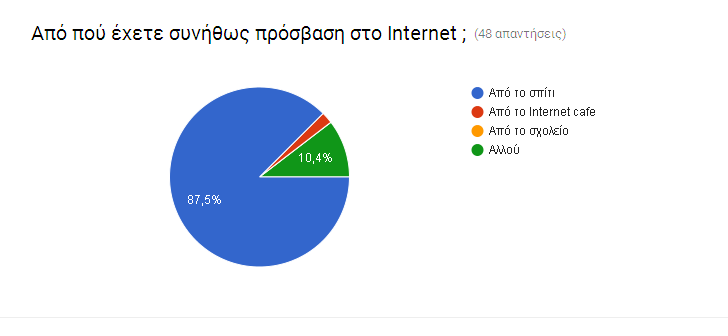 Από πού έχετε συνήθως πρόσβαση στο Internet ; (48 απαντήσεις)
Από το σπίτι
Από το Internet cafe
Από το σχολείο
Αλλού
10,4%
87,5%